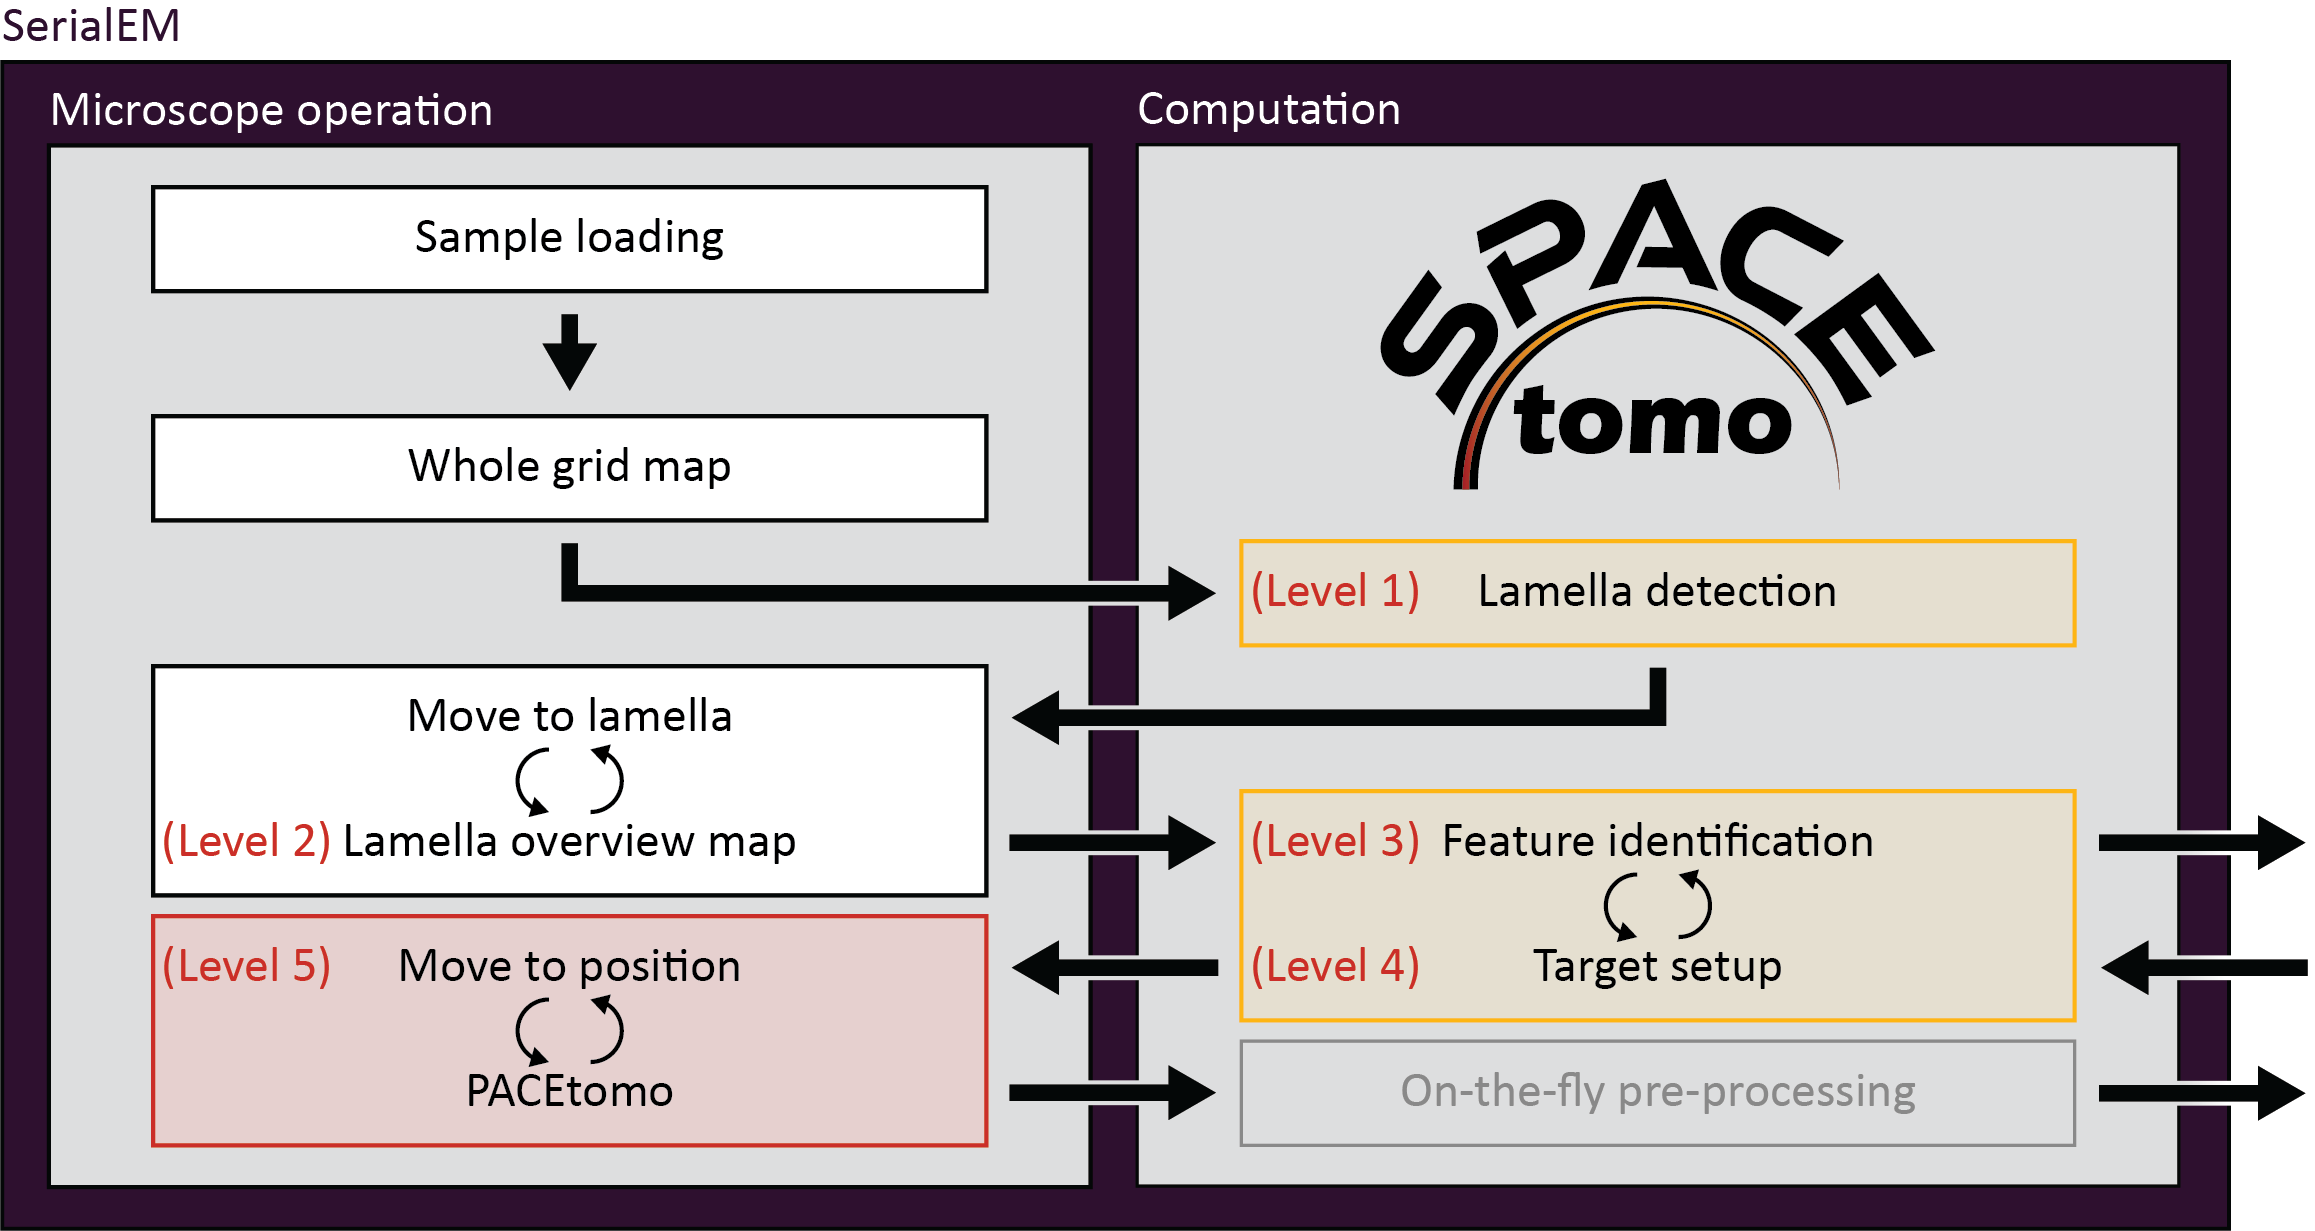 SerialEM
Microscope operation
Sample loading
Whole grid map
Move to lamella
(Level 2) Lamella overview map
(Level 5) Move to position
PACEtomo
Computation
SPACE
tomo
(Level 1) Lamella detection
(Level 3) Feature identification
(Level 4) Target setup
On-the-fly pre-processing